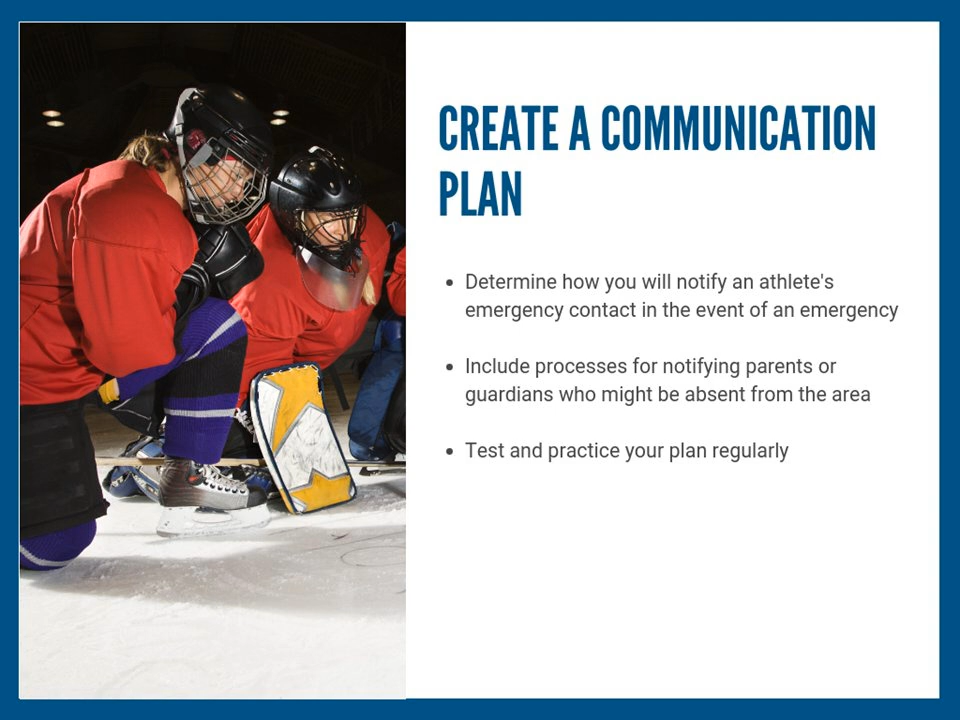 CREATE A COMMUNICATION
PLAN
• Determine how you will notify an athlete's
emergency contact in the event of an emergency
• Include processes for notifying parents or
guardians who might be absent from the area
• Test and practice your plan regularly